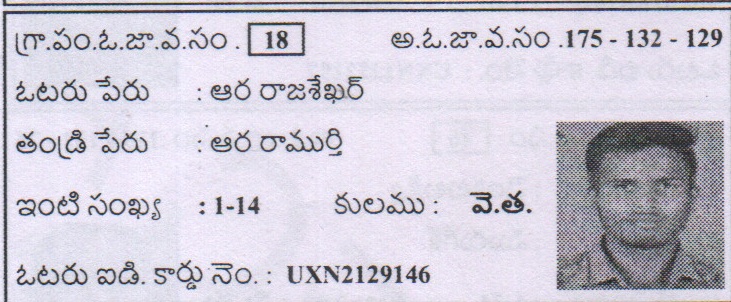 గ్రా.పం.ఓ.జా.వ.సం . 18 అ.ఓ.జా.వ.సం .175 - 132 - 129
ఓటరు పేరు : ఆర రాజశేఖర్
తండ్రి పేరు : ఆర రాముర్తి
ఇంటి సంఖ్య : 1-14 కులము : వె.త.
ఓటరు ఐడి. కార్డు నెం. : UXN2129146